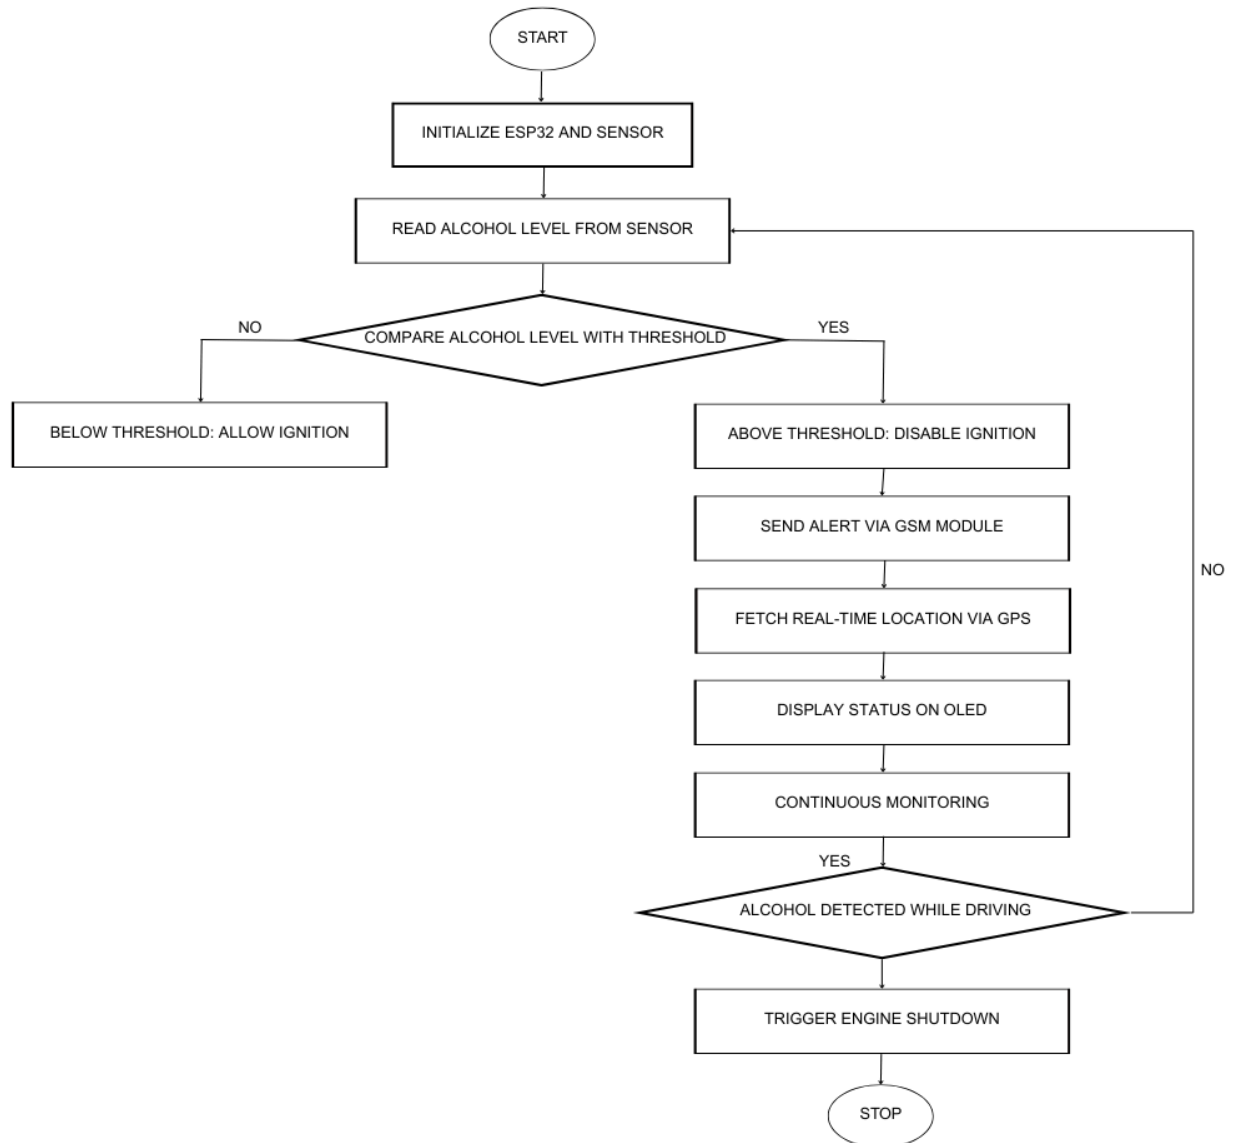 START
INITIALIZE ESP32 AND SENSOR
READ ALCOHOL LEVEL FROM SENSOR
NO
COMPARE ALCOHOL LEVEL WITH THRESHOLD
YES
BELOW THRESHOLD: ALLOW IGNITION
ABOVE THRESHOLD: DISABLE IGNITION
SEND ALERT VIA GSM MODULE
NO
FETCH REAL-TIME LOCATION VIA GPS
DISPLAY STATUS ON OLED
CONTINUOUS MONITORING
YES
ALCOHOL DETECTED WHILE DRIVING
TRIGGER ENGINE SHUTDOWN
STOP